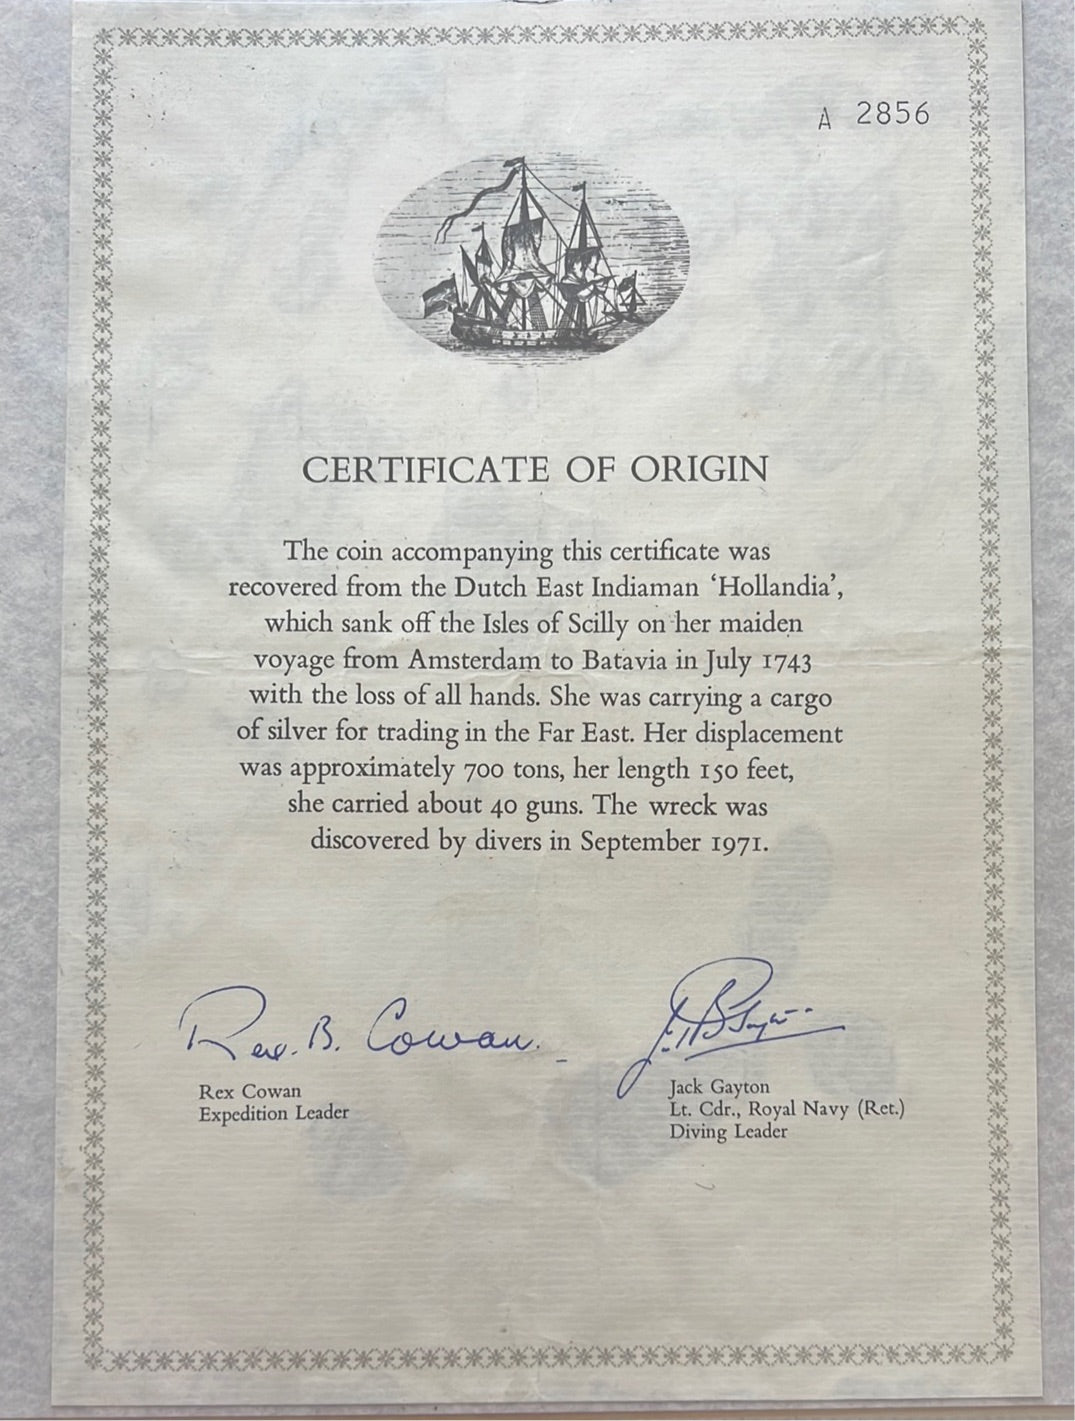 A 2856
CERTIFICATE OF ORIGIN
The coin accompanying this certificate was
recovered from the Dutch East Indiaman ‘Hollandia’,
which sank off the Isles of Scilly on her maiden
voyage from Amsterdam to Batavia in July 1743
with the loss of all hands. She was carrying a cargo
of silver for trading in the Far East. Her displacement
was approximately 700 tons, her length 150 feet,
she carried about 40 guns. The wreck was
discovered by divers in September 1971.
Rex. B. Cowan.
Rex Cowan
Expedition Leader
Jack Gayton
Lt. Cdr., Royal Navy (Ret.)
Diving Leader